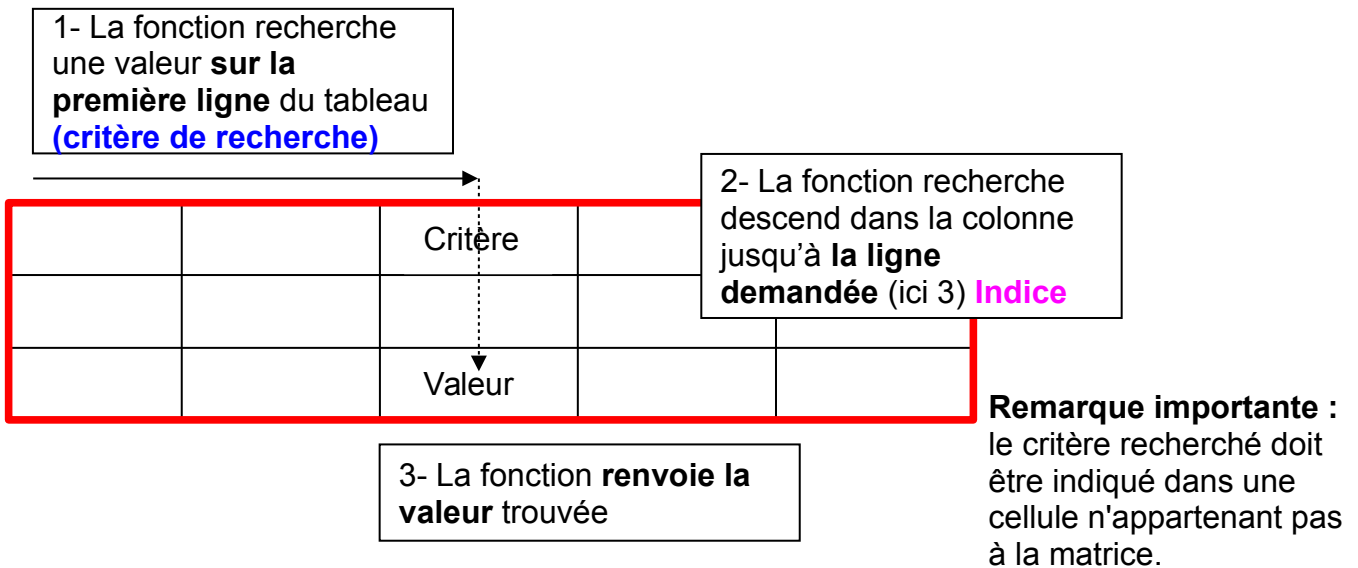 1- La fonction recherche
une valeur sur la
première ligne du tableau
(critère de recherche)
2- La fonction recherche
descend dans la colonne
jusqu’à la ligne
demandée (ici 3) Indice
Critère
Valeur
3- La fonction renvoie la
valeur trouvée
Remarque importante :
le critère recherché doit
être indiqué dans une
cellule n'appartenant pas
à la matrice.